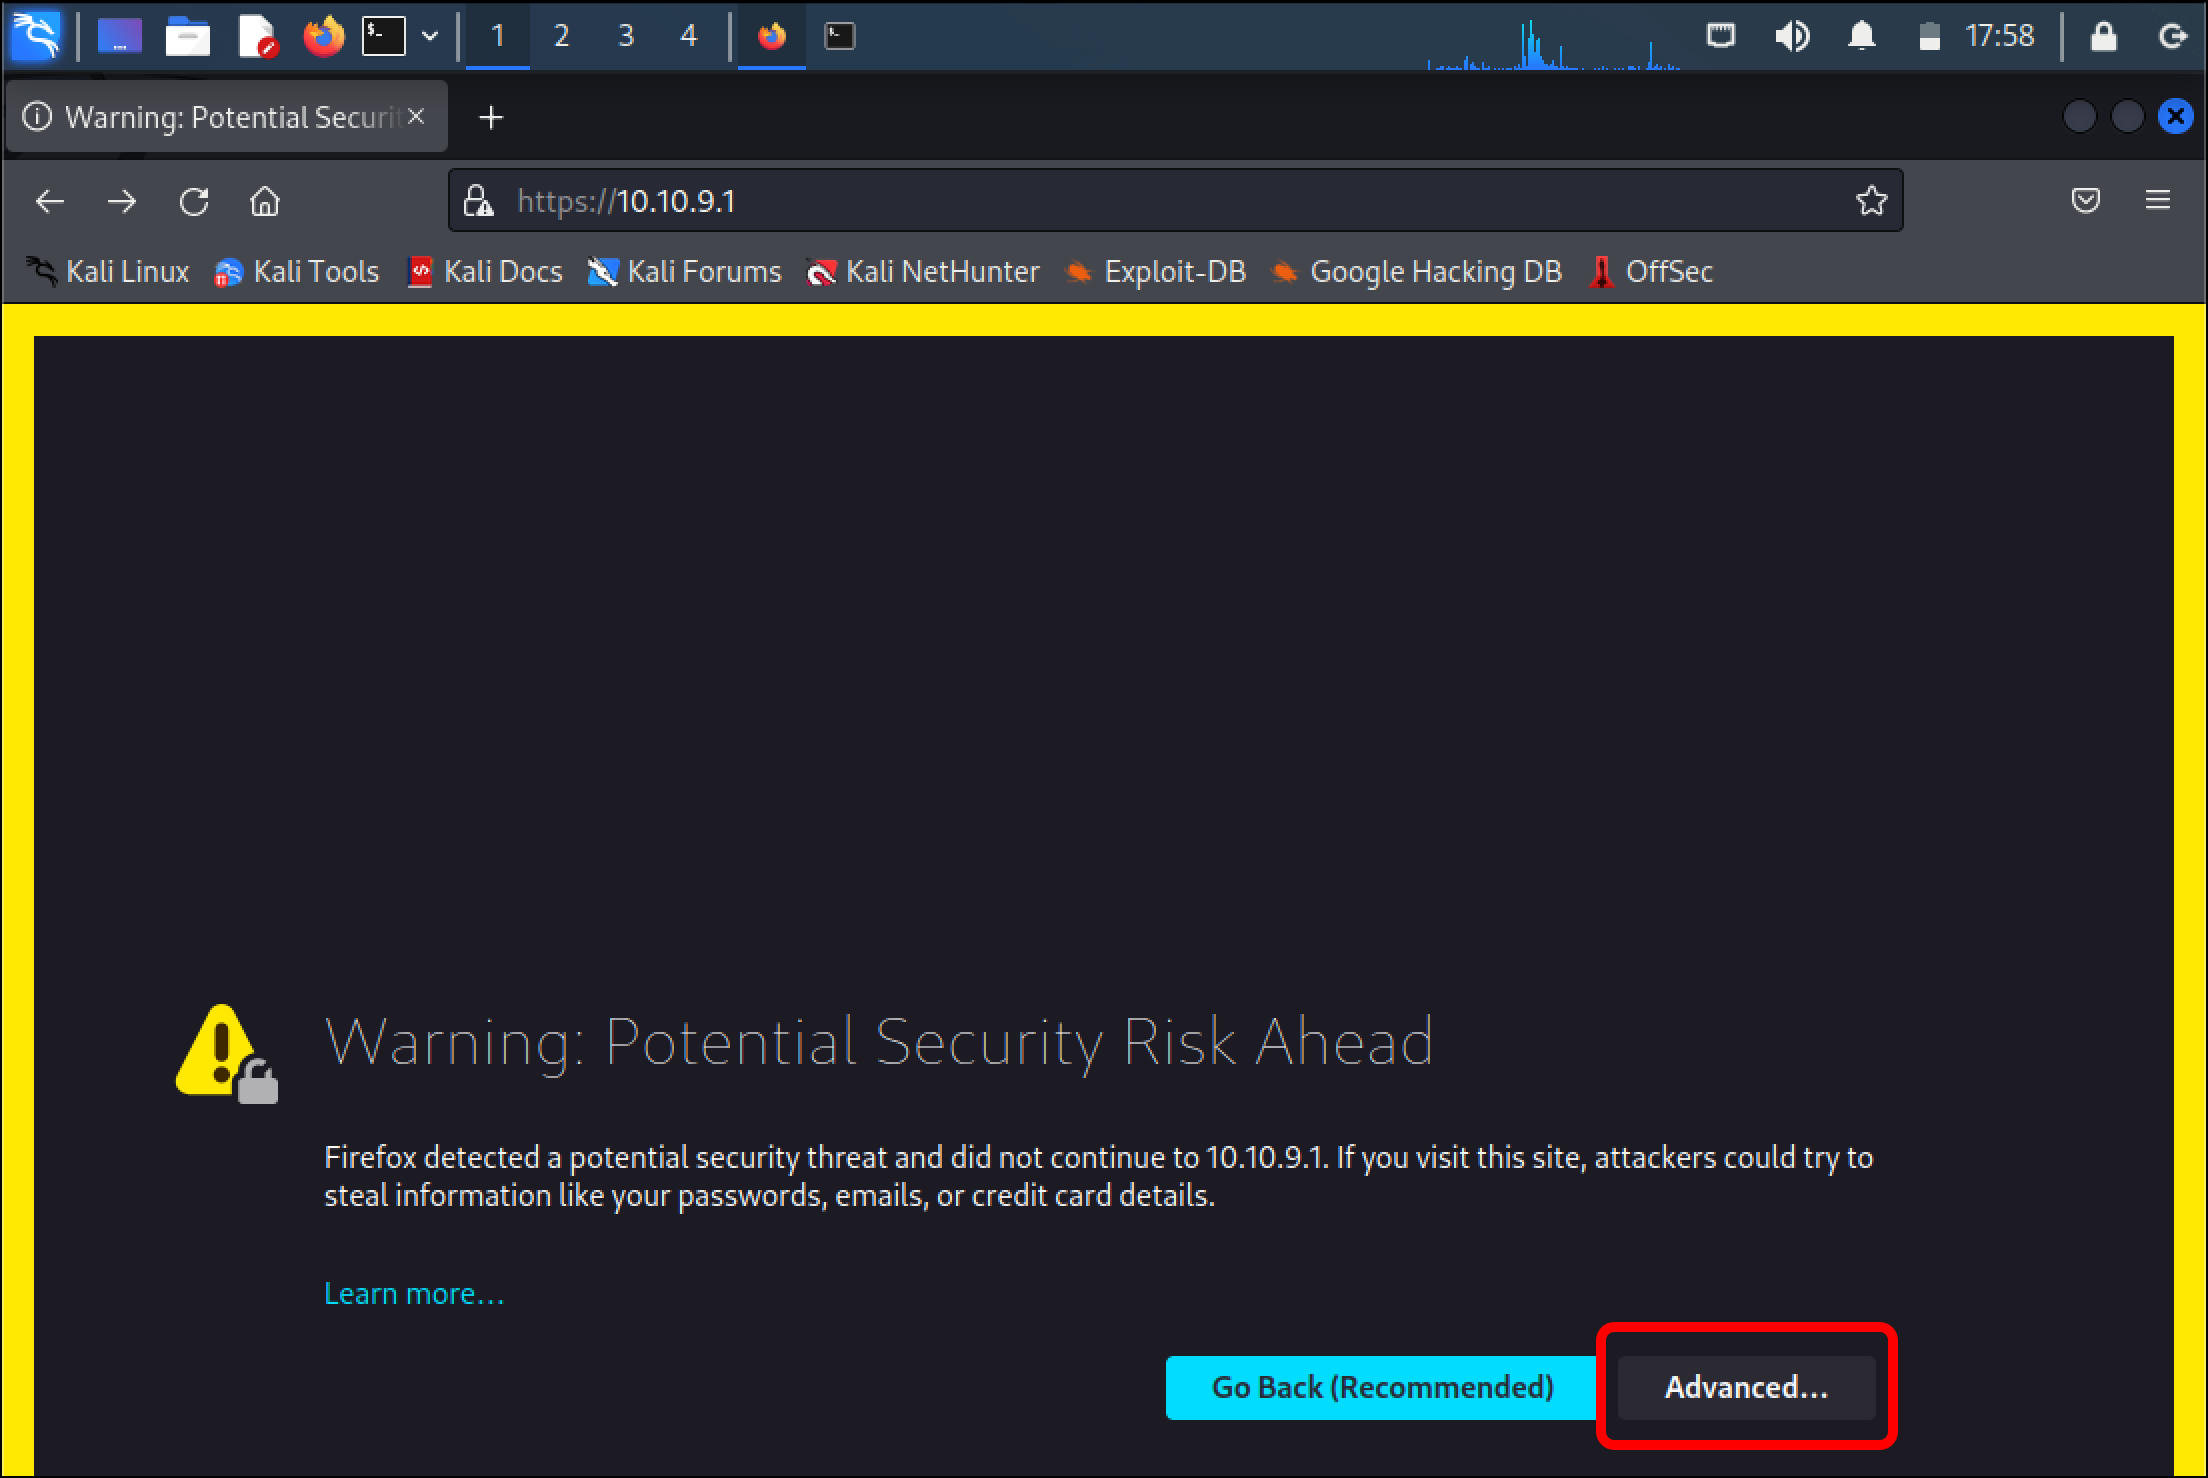 1 2 3 4 17:58
Warning: Potential Securit
https://10.10.9.1
Kali Linux Kali Tools Kali Docs Kali Forums Kali NetHunter Exploit-DB Google Hacking DB OffSec
Warning: Potential Security Risk Ahead
Firefox detected a potential security threat and did not continue to 10.10.9.1. If you visit this site, attackers could try to
steal information like your passwords, emails, or credit card details.
Learn more…
Go Back (Recommended) Advanced…